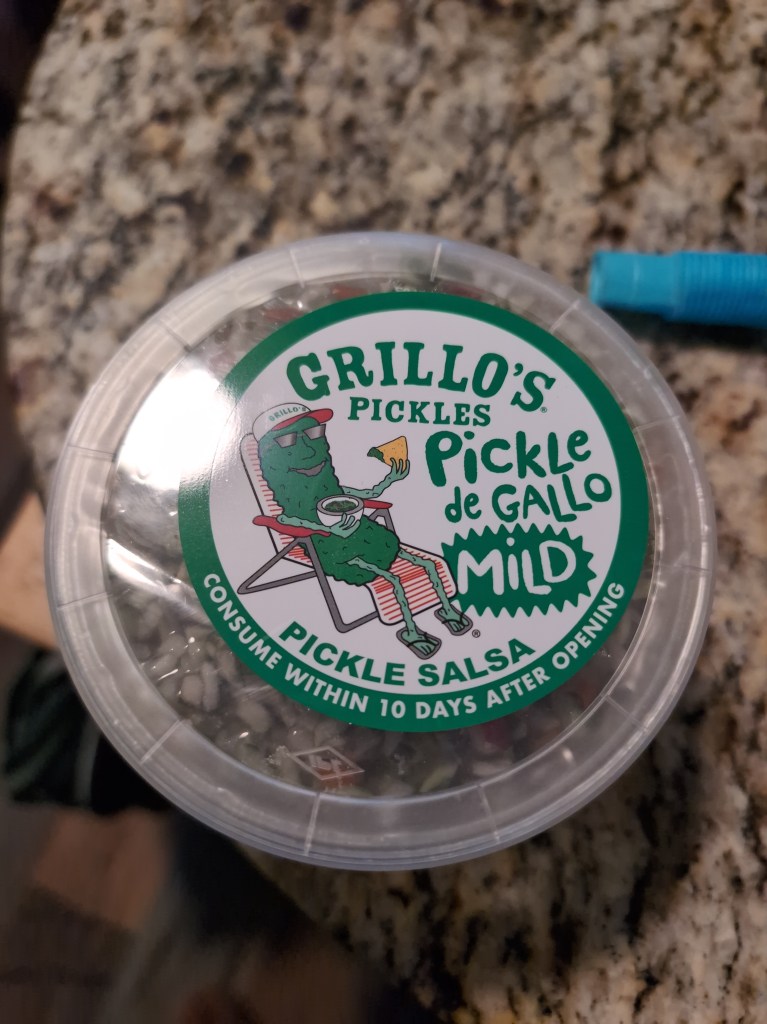 GRILLO'S®
PICKLES
GRILLO'S
Pickle
de GALLO
MILD
®
PICKLE SALSA
CONSUME WITHIN 10 DAYS AFTER OPENING